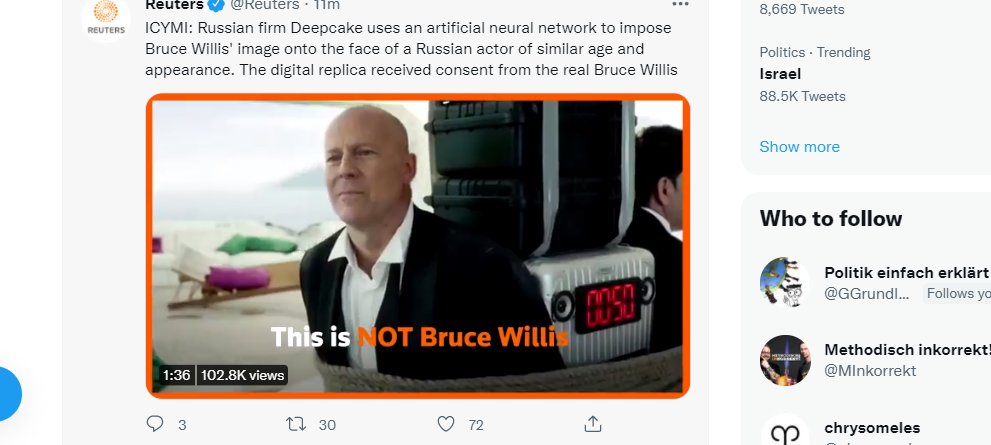 Reuters @Reuters · 11m
REUTERS
ICYMI: Russian firm Deepcake uses an artificial neural network to impose
Bruce Willis' image onto the face of a Russian actor of similar age and
appearance. The digital replica received consent from the real Bruce Willis
00:50
This is NOT Bruce Willis
1:36 102.8K views
3 30 72
8,669 Tweets
Politics · Trending
Israel
88.5K Tweets
Show more
Who to follow
Politik einfach erklärt
@GGrundl... Follows yo
Methodisch inkorrekt!
@MInkorrekt
chrysomeles